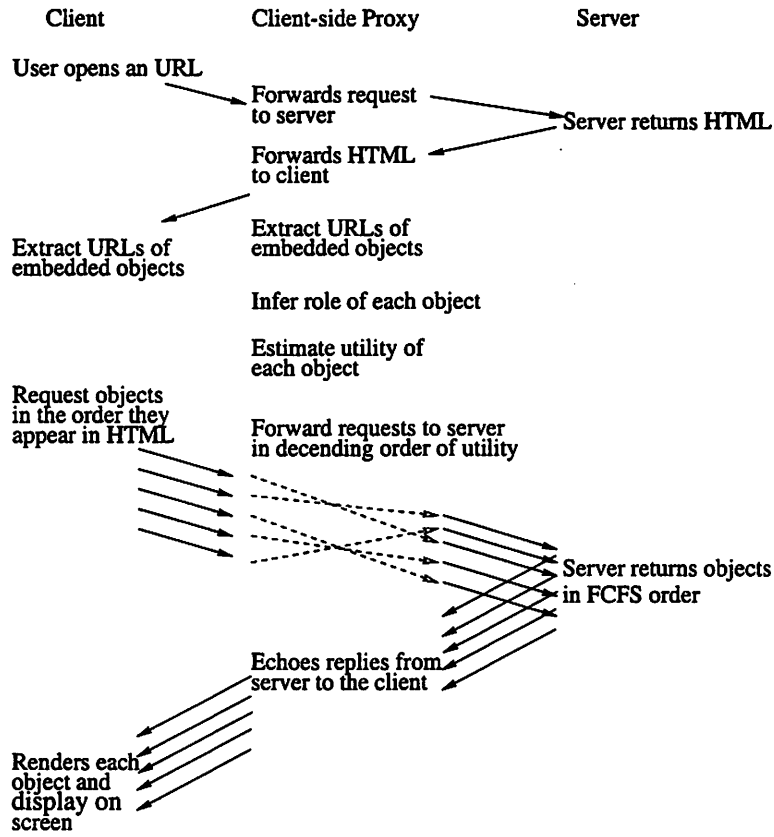 Client
Client-side Proxy
Server
User opens an URL
Forwards request
to server
Server returns HTML
Forwards HTML
to client
Extract URLs of
embedded objects
Extract URLs of
embedded objects
Infer role of each object
Estimate utility of
each object
Request objects
in the order they
appear in HTML
Forward requests to server
in decending order of utility
Server returns objects
in FCFS order
Echoes replies from
server to the client
Renders each
object and
display on
screen